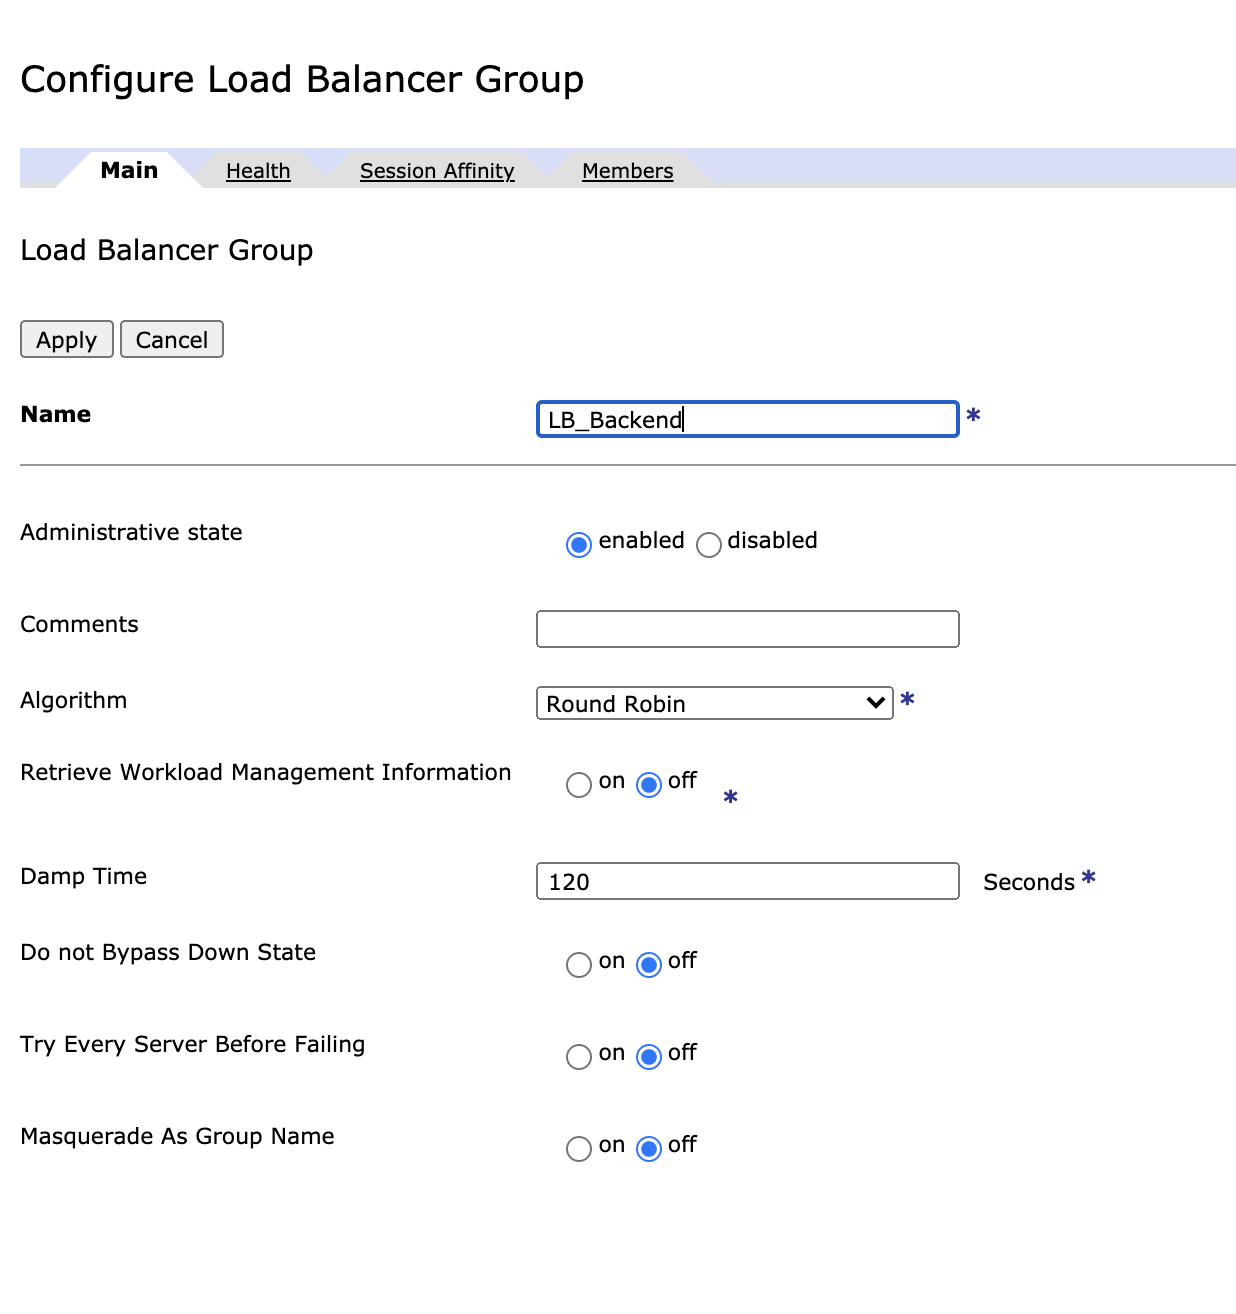 Configure Load Balancer Group
Main Health Session Affinity Members
Load Balancer Group
Apply Cancel
Name LB_Backend *
Administrative state enabled disabled
Comments
Algorithm Round Robin *
Retrieve Workload Management Information on off *
Damp Time 120 Seconds *
Do not Bypass Down State on off
Try Every Server Before Failing on off
Masquerade As Group Name on off